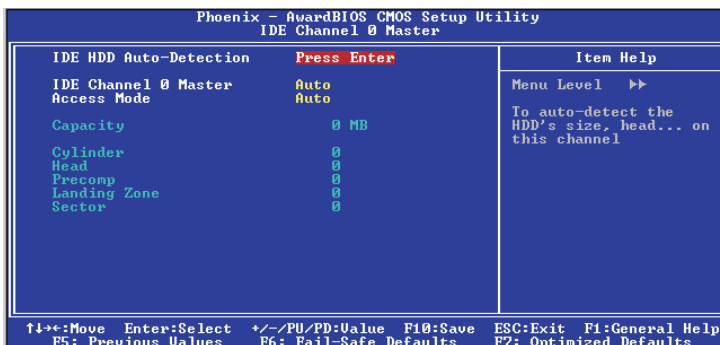 Phoenix - AwardBIOS CMOS Setup Utility
IDE Channel 0 Master
IDE HDD Auto-Detection Press Enter
IDE Channel 0 Master Auto
Access Mode Auto
Capacity 0 MB
Cylinder 0
Head 0
Precomp 0
Landing Zone 0
Sector 0
Item Help
Menu Level ▶▶
To auto-detect the
HDD's size, head... on
this channel
↑↓→←:Move Enter:Select +/-/PU/PD:Value F10:Save ESC:Exit F1:General Help
F5: Previous Values F6: Fail-Safe Defaults F7: Optimized Defaults